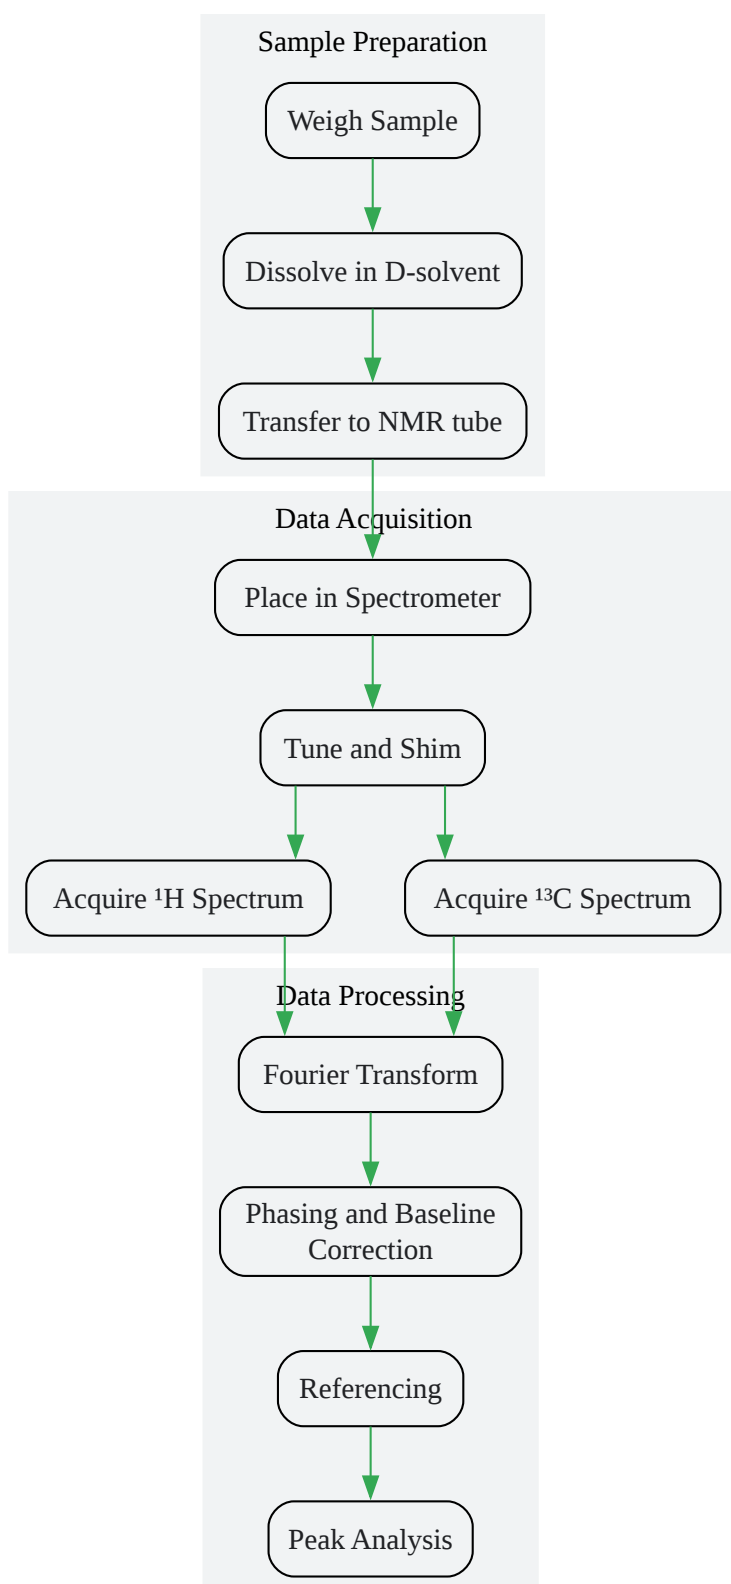 Sample Preparation
Weigh Sample
Dissolve in D-solvent
Transfer to NMR tube
Data Acquisition
Place in Spectrometer
Tune and Shim
Acquire ¹H Spectrum
Acquire ¹³C Spectrum
Data Processing
Fourier Transform
Phasing and Baseline
Correction
Referencing
Peak Analysis